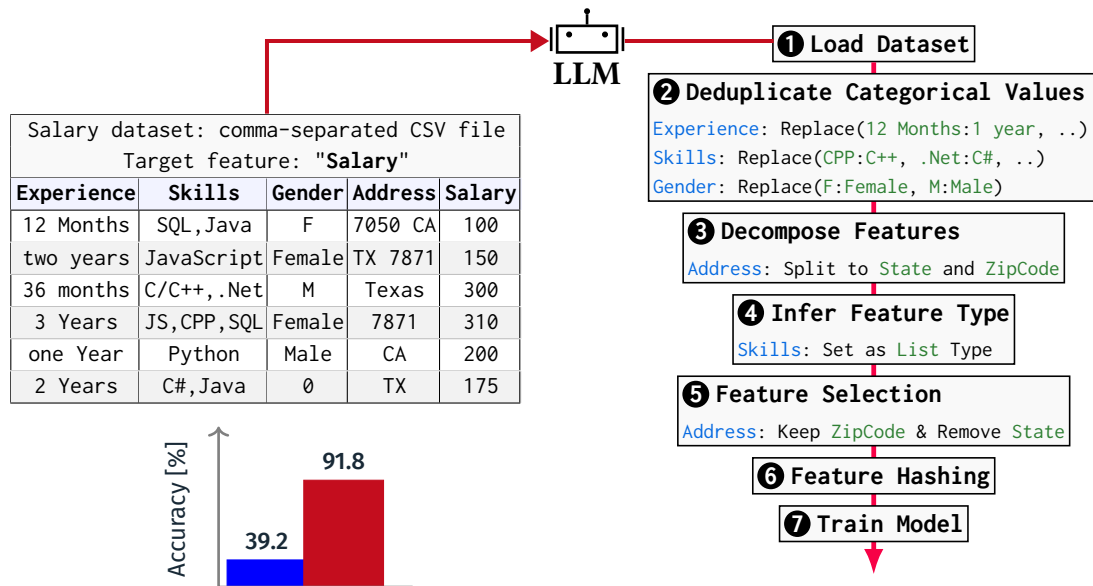 LLM
Salary dataset: comma-separated CSV file
Target feature: "Salary"
Experience Skills Gender Address Salary
12 Months SQL,Java F 7050 CA 100
two years JavaScript Female TX 7871 150
36 months C/C++,.Net M Texas 300
3 Years JS,CPP,SQL Female 7871 310
one Year Python Male CA 200
2 Years C#,Java 0 TX 175
Accuracy [%]
39.2
91.8
1 Load Dataset
2 Deduplicate Categorical Values
Experience: Replace(12 Months:1 year, ..)
Skills: Replace(CPP:C++, .Net:C#, ..)
Gender: Replace(F:Female, M:Male)
3 Decompose Features
Address: Split to State and ZipCode
4 Infer Feature Type
Skills: Set as List Type
5 Feature Selection
Address: Keep ZipCode & Remove State
6 Feature Hashing
7 Train Model